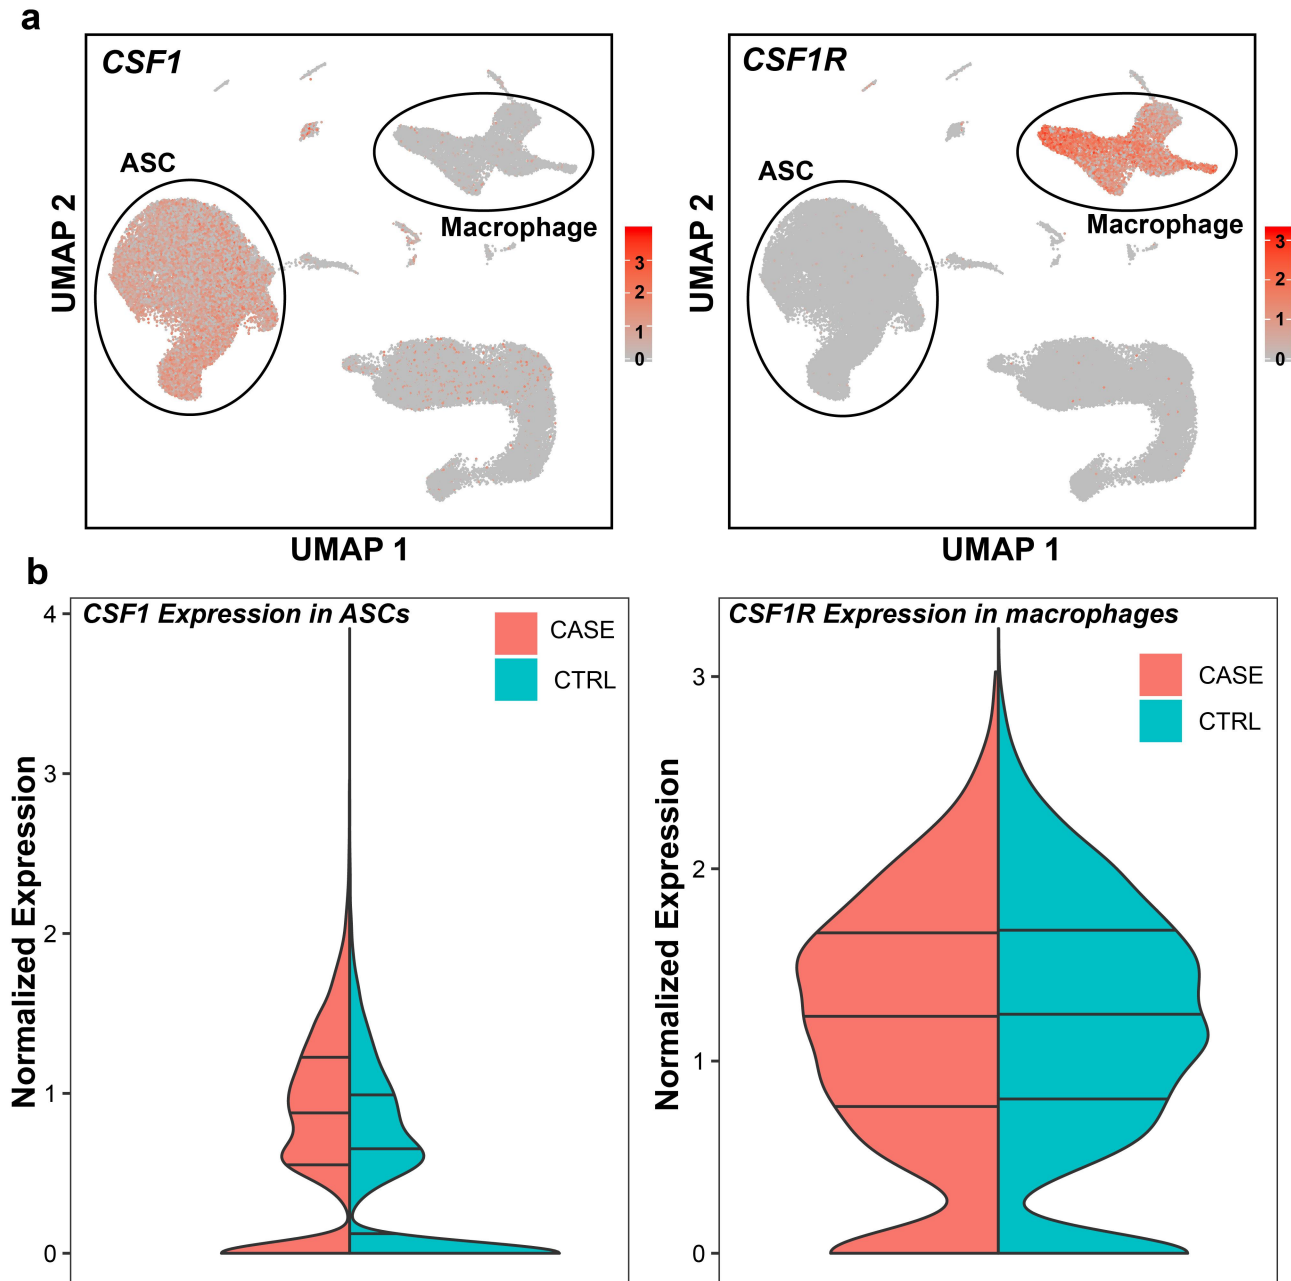 a
CSF1
ASC
Macrophage
UMAP 2
UMAP 1
3
2
1
0
CSF1R
ASC
Macrophage
UMAP 2
UMAP 1
3
2
1
0
b
CSF1 Expression in ASCs
CASE
CTRL
Normalized Expression
4
3
2
1
0
CSF1R Expression in macrophages
CASE
CTRL
Normalized Expression
3
2
1
0